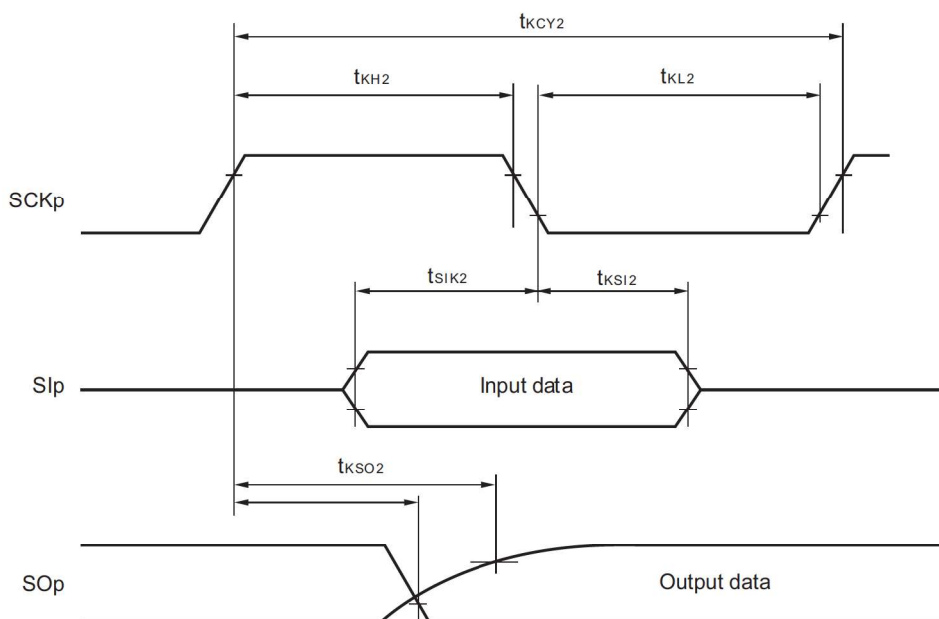 tKCY2
tKH2
tKL2
SCKp
tSIK2
tKSI2
SIp
Input data
tKSO2
SOp
Output data